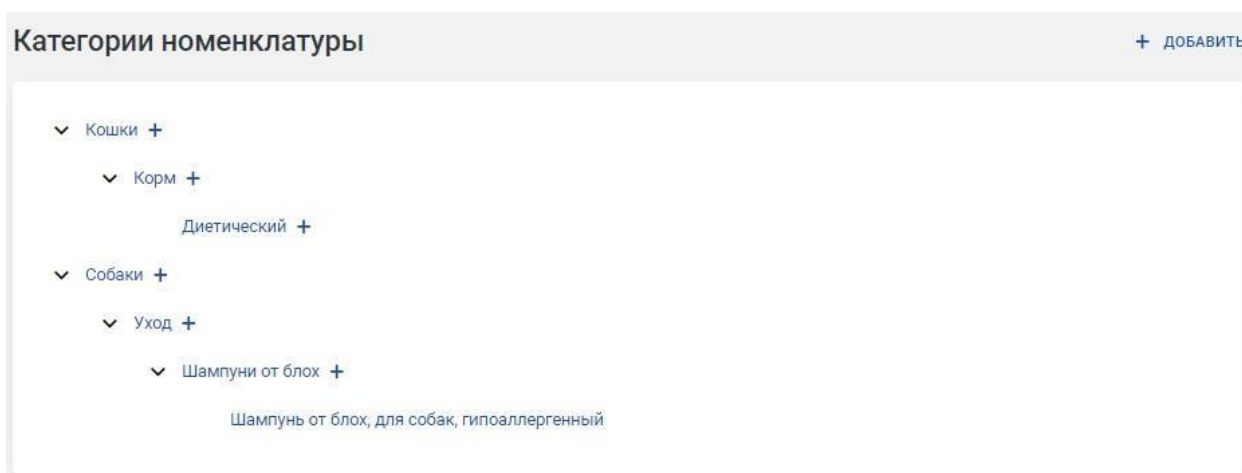 Категории номенклатуры
+ ДОБАВИТЬ
Кошки +
Корм +
Диетический +
Собаки +
Уход +
Шампуни от блох +
Шампунь от блох, для собак, гипоаллергенный